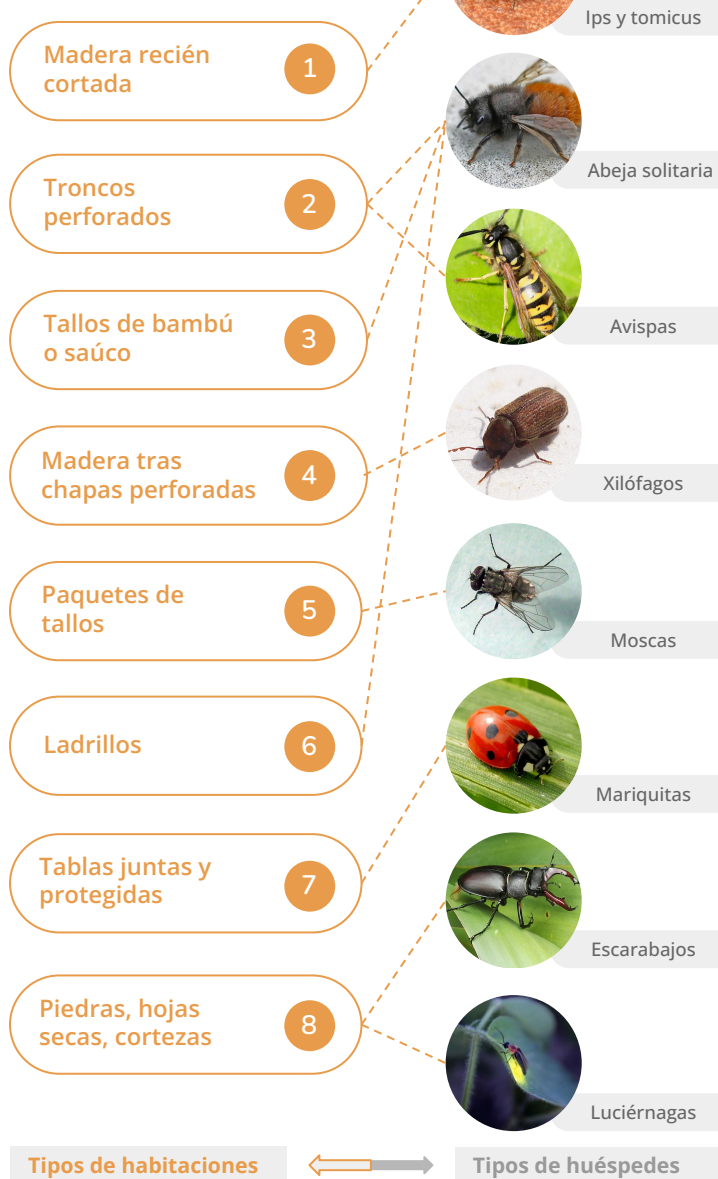 Ips y tomicus
Madera recién
cortada
1
Abeja solitaria
Troncos
perforados
2
Avispas
Tallos de bambú
o saúco
3
Madera tras
chapas perforadas
4
Xilófagos
Paquetes de
tallos
5
Moscas
Ladrillos
6
Mariquitas
Tablas juntas y
protegidas
7
Escarabajos
Piedras, hojas
secas, cortezas
8
Luciérnagas
Tipos de habitaciones
Tipos de huéspedes